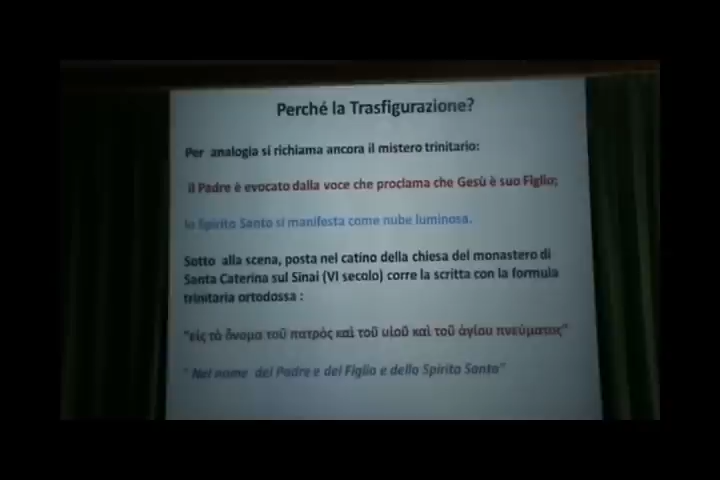 Perché la Trasfigurazione?
Per analogia si richiama ancora il mistero trinitario:
il Padre è evocato dalla voce che proclama che Gesù è suo Figlio;
lo Spirito Santo si manifesta come nube luminosa.
Sotto alla scena, posta nel catino della chiesa del monastero di
Santa Caterina sul Sinai (VI secolo) corre la scritta con la formula
trinitaria ortodossa :
"εἰς τὸ ὄνομα τοῦ πατρὸς καὶ τοῦ υἱοῦ καὶ τοῦ ἁγίου πνεύματος"
" Nel nome del Padre e del Figlio e dello Spirito Santo"